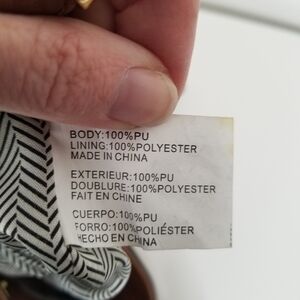 BODY:100%PU
LINING:100%POLYESTER
MADE IN CHINA
EXTERIEUR:100%PU
DOUBLURE:100%POLYESTER
FAIT EN CHINE
CUERPO:100%PU
FORRO:100%POLIÉSTER
HECHO EN CHINA